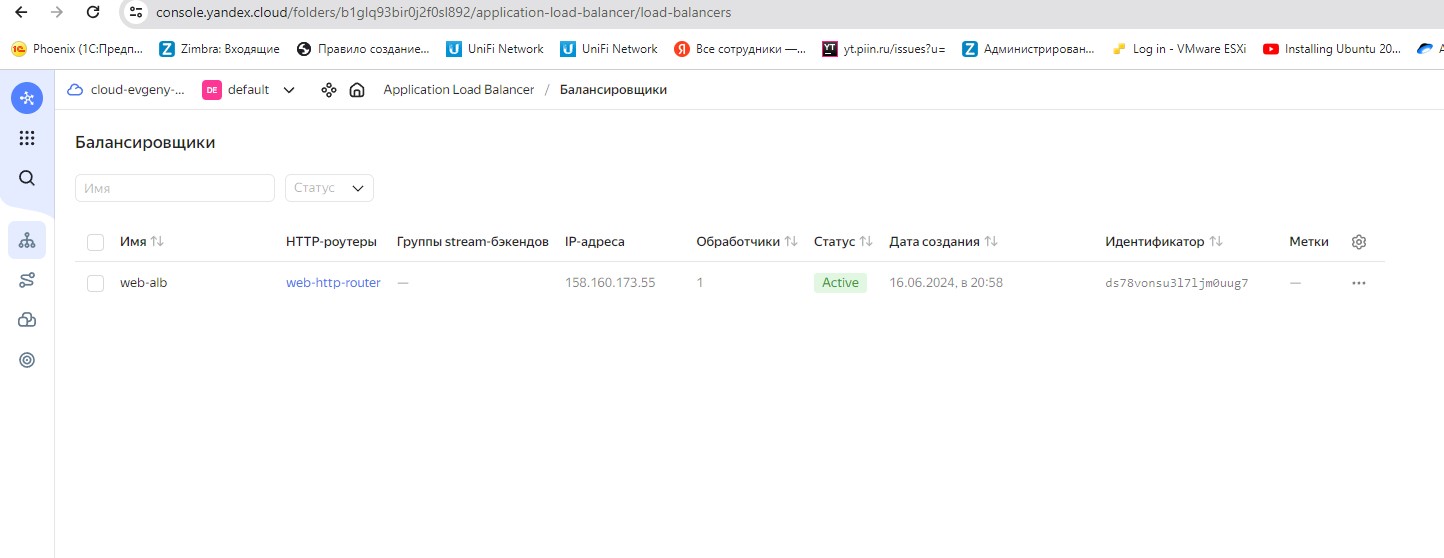 console.yandex.cloud/folders/b1glq93bir0j2f0sl892/application-load-balancer/load-balancers
Phoenix (1С:Предп... Zimbra: Входящие Правило создание... UniFi Network UniFi Network Все сотрудники —... YT yt.piin.ru/issues?u= Администрирован... Log in - VMware ESXi Installing Ubuntu 20... A
cloud-evgeny-... DE default Application Load Balancer / Балансировщики
Балансировщики
Имя Статус
Имя HTTP-роутеры Группы stream-бэкендов IP-адреса Обработчики Статус Дата создания Идентификатор Метки
web-alb web-http-router — 158.160.173.55 1 Active 16.06.2024, в 20:58 ds78vonsu3l7ljm0uug7 —